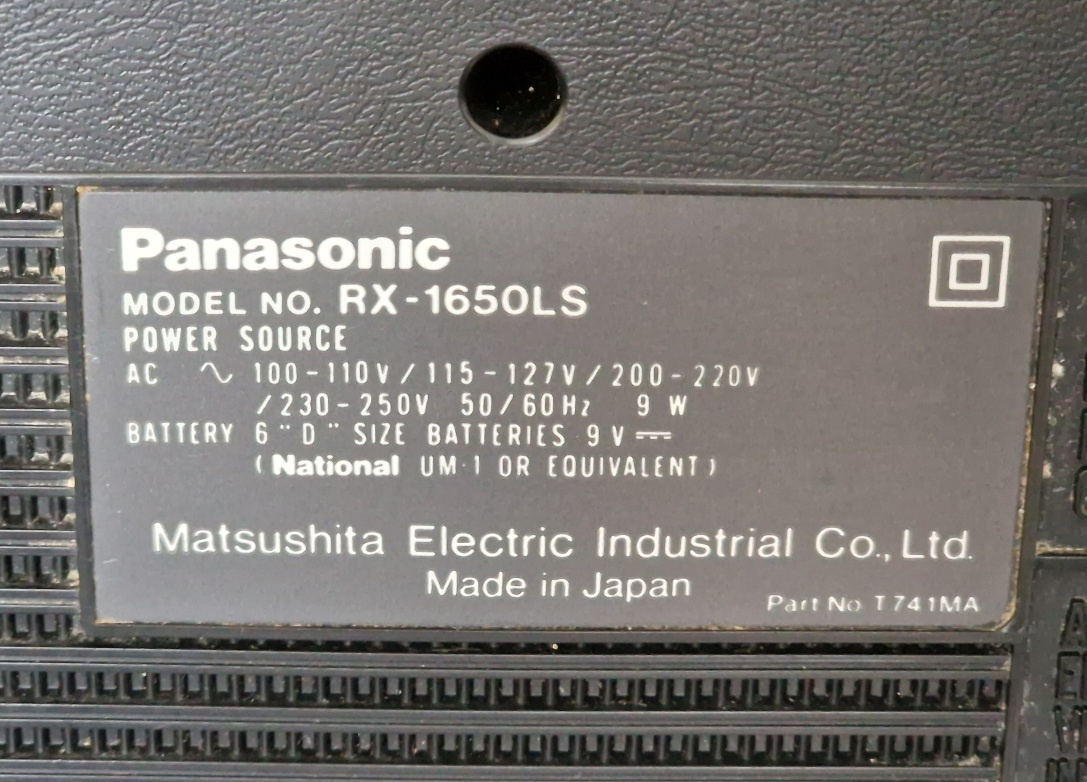 Panasonic
MODEL NO. RX-1650LS
POWER SOURCE
AC ~ 100-110V/115-127V/200-220V
/230-250V 50/60Hz 9 W
BATTERY 6 "D" SIZE BATTERIES 9V ⎓
(National UM-1 OR EQUIVALENT)
Matsushita Electric Industrial Co., Ltd.
Made in Japan
Part No. T741MA